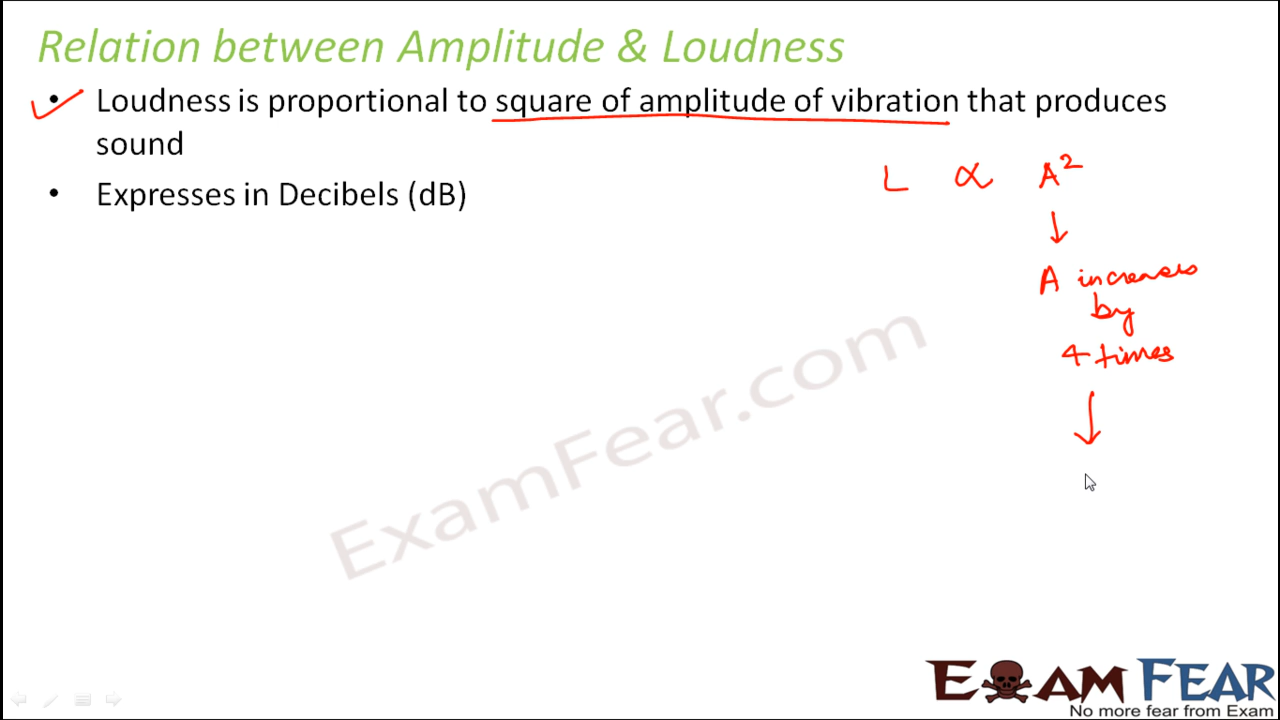 Relation between Amplitude & Loudness
• Loudness is proportional to square of amplitude of vibration that produces
sound
• Expresses in Decibels (dB)
L ∝ A²
↓
A increases
by
4 times
↓
ExamFear.com
EXAM FEAR
No more fear from Exam